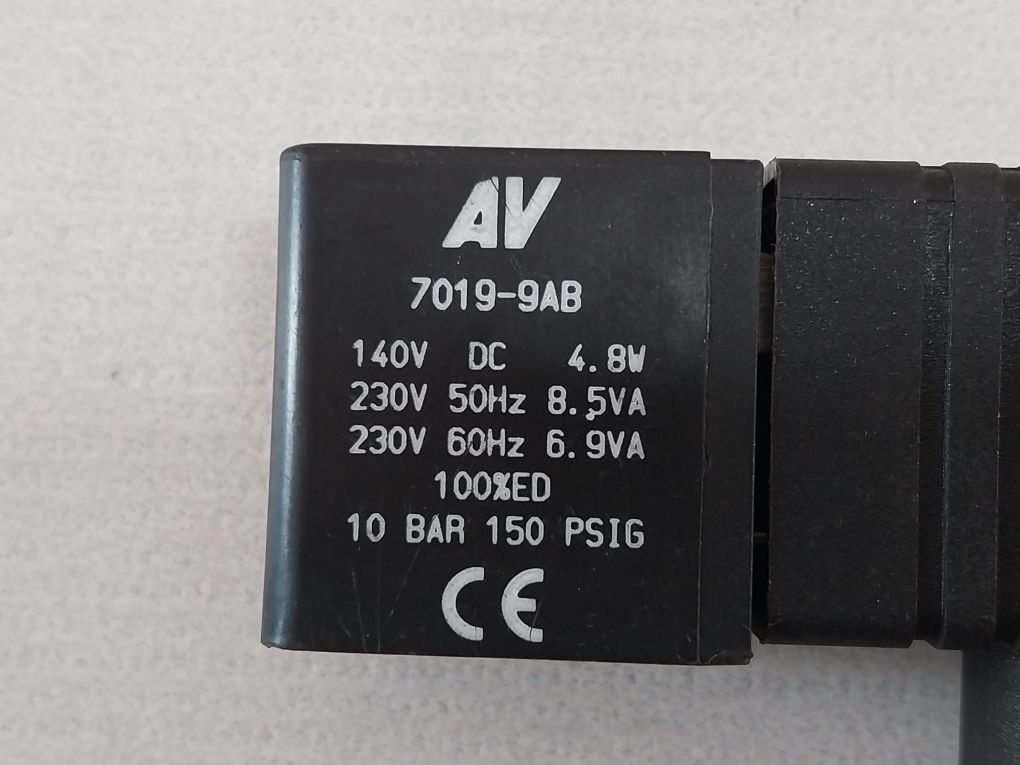 AV
7019-9AB
140V DC 4.8W
230V 50Hz 8.5VA
230V 60Hz 6.9VA
100%ED
10 BAR 150 PSIG
CE